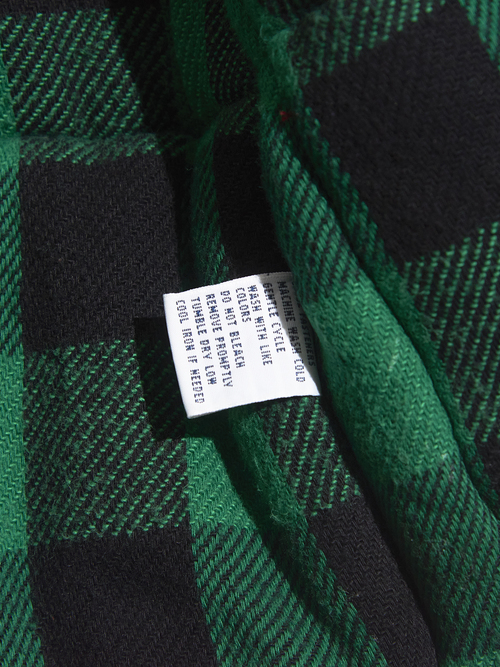 MACHINE WASH COLD
GENTLE CYCLE
WASH WITH LIKE
COLORS
DO NOT BLEACH
REMOVE PROMPTLY
TUMBLE DRY LOW
COOL IRON IF NEEDED